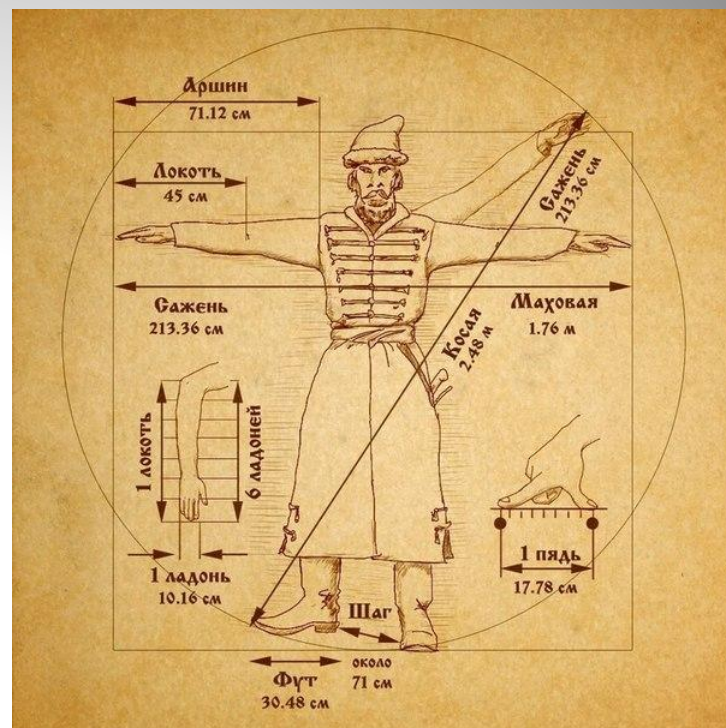 Аршин
71.12 см
Локоть
45 см
Сажень
213.36 см
Сажень
213.36 см
Маховая
1.76 м
Косая
2.48 м
1 локоть
6 ладоней
1 ладонь
10.16 см
1 пядь
17.78 см
Шаг
около
71 см
Фут
30.48 см